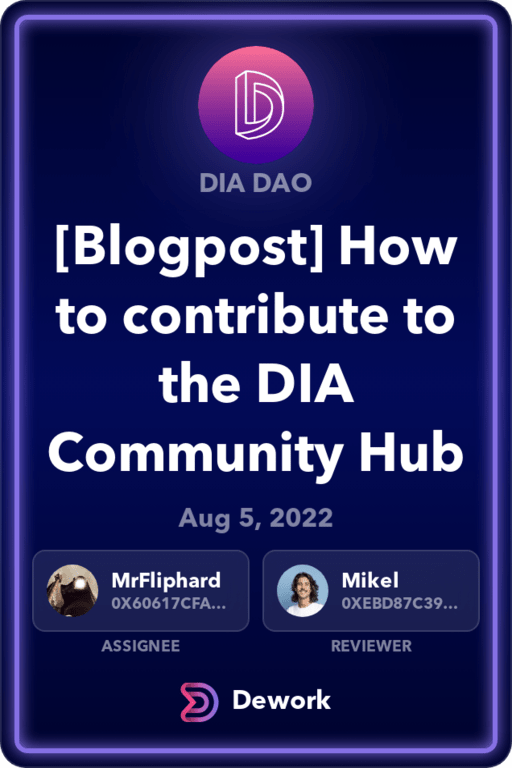 DIA DAO
[Blogpost] How
to contribute to
the DIA
Community Hub
Aug 5, 2022
MrFliphard
0X60617CFA...
ASSIGNEE
Mikel
0XEBD87C39...
REVIEWER
Dework